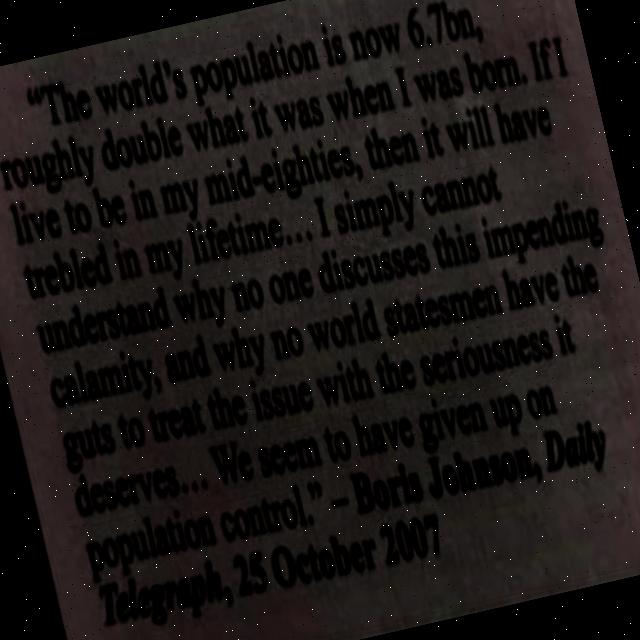 “The world's population is now 6.7bn,
roughly double what it was when I was born. If I
live to be in my mid-eighties, then it will have
trebled in my lifetime... I simply cannot
understand why no one discusses this impending
calamity, and why no world statesmen have the
guts to treat the issue with the seriousness it
deserves... We seem to have given up on
population control.” – Boris Johnson, Daily
Telegraph, 25 October 2007